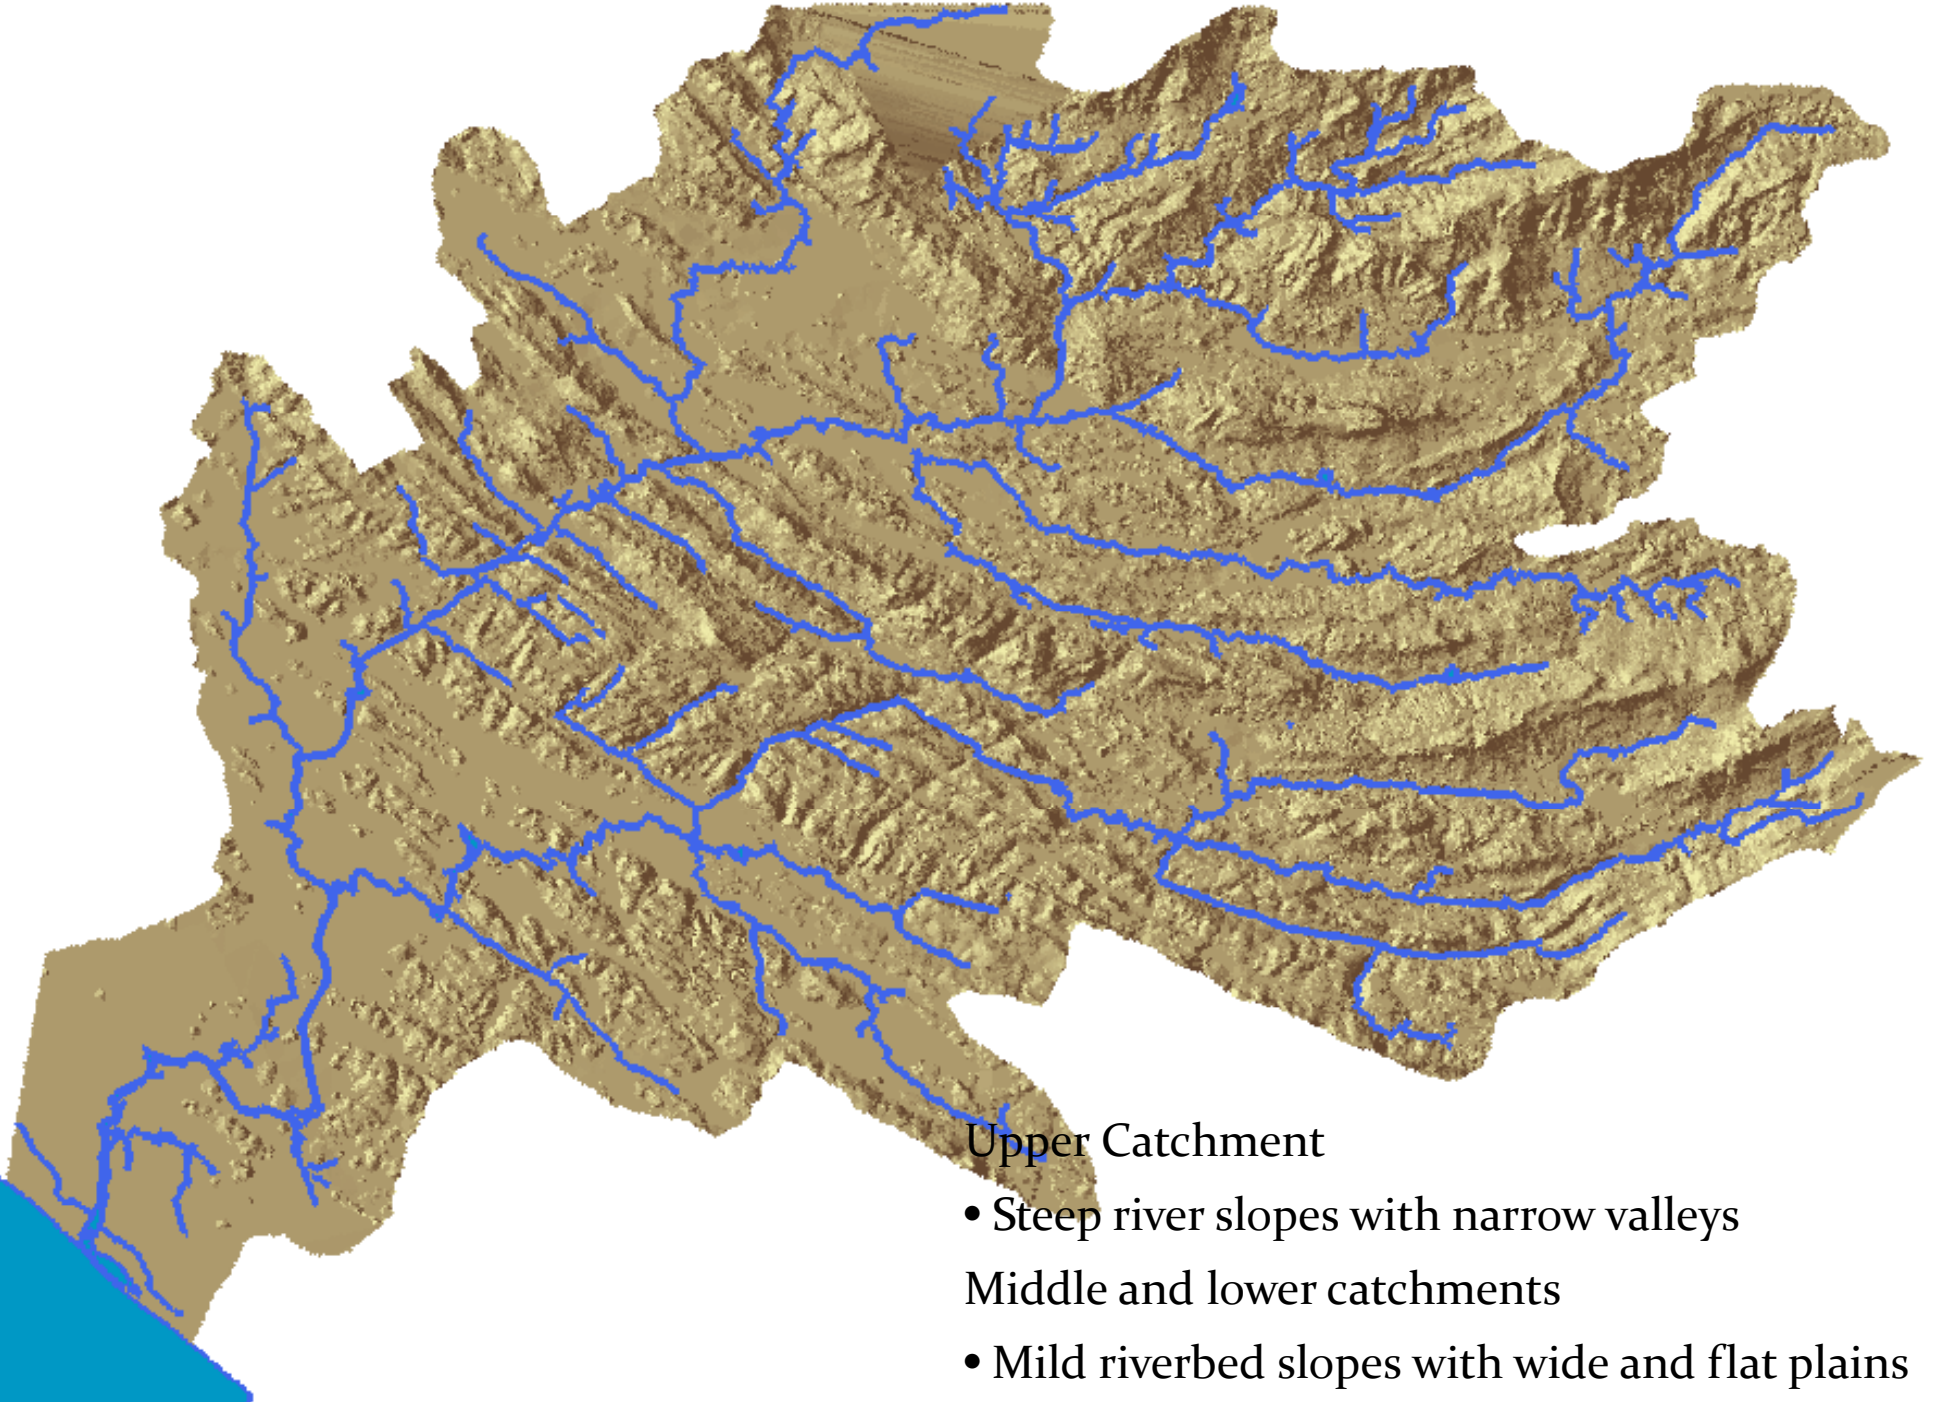 Upper Catchment
• Steep river slopes with narrow valleys
Middle and lower catchments
• Mild riverbed slopes with wide and flat plains